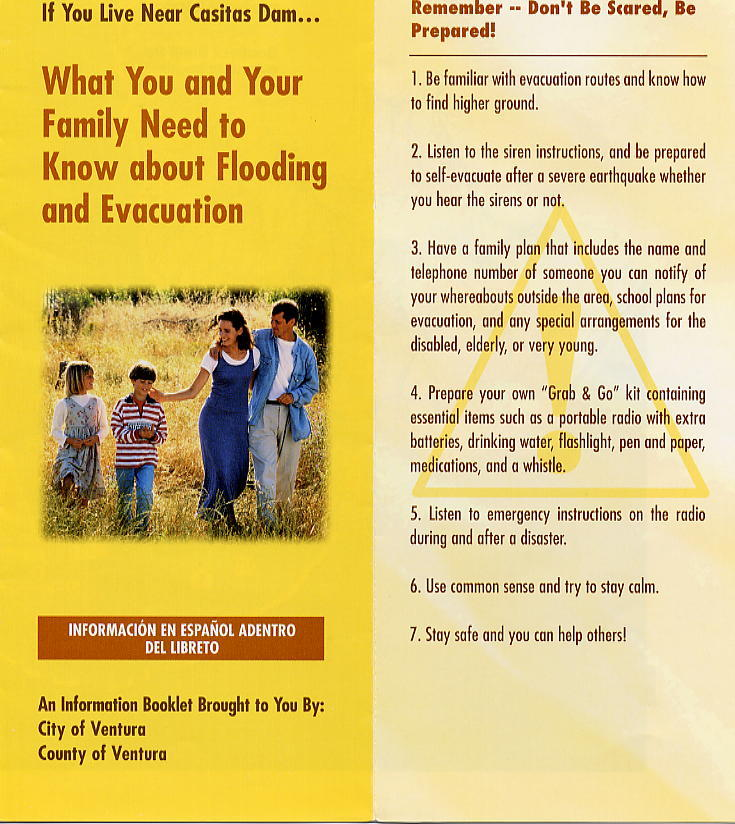 If You Live Near Casitas Dam...
What You and Your
Family Need to
Know about Flooding
and Evacuation
INFORMACIÓN EN ESPAÑOL ADENTRO
DEL LIBRETO
An Information Booklet Brought to You By:
City of Ventura
County of Ventura
Remember -- Don't Be Scared, Be
Prepared!
1. Be familiar with evacuation routes and know how
to find higher ground.
2. Listen to the siren instructions, and be prepared
to self-evacuate after a severe earthquake whether
you hear the sirens or not.
3. Have a family plan that includes the name and
telephone number of someone you can notify of
your whereabouts outside the area, school plans for
evacuation, and any special arrangements for the
disabled, elderly, or very young.
4. Prepare your own “Grab & Go” kit containing
essential items such as a portable radio with extra
batteries, drinking water, flashlight, pen and paper,
medications, and a whistle.
5. Listen to emergency instructions on the radio
during and after a disaster.
6. Use common sense and try to stay calm.
7. Stay safe and you can help others!